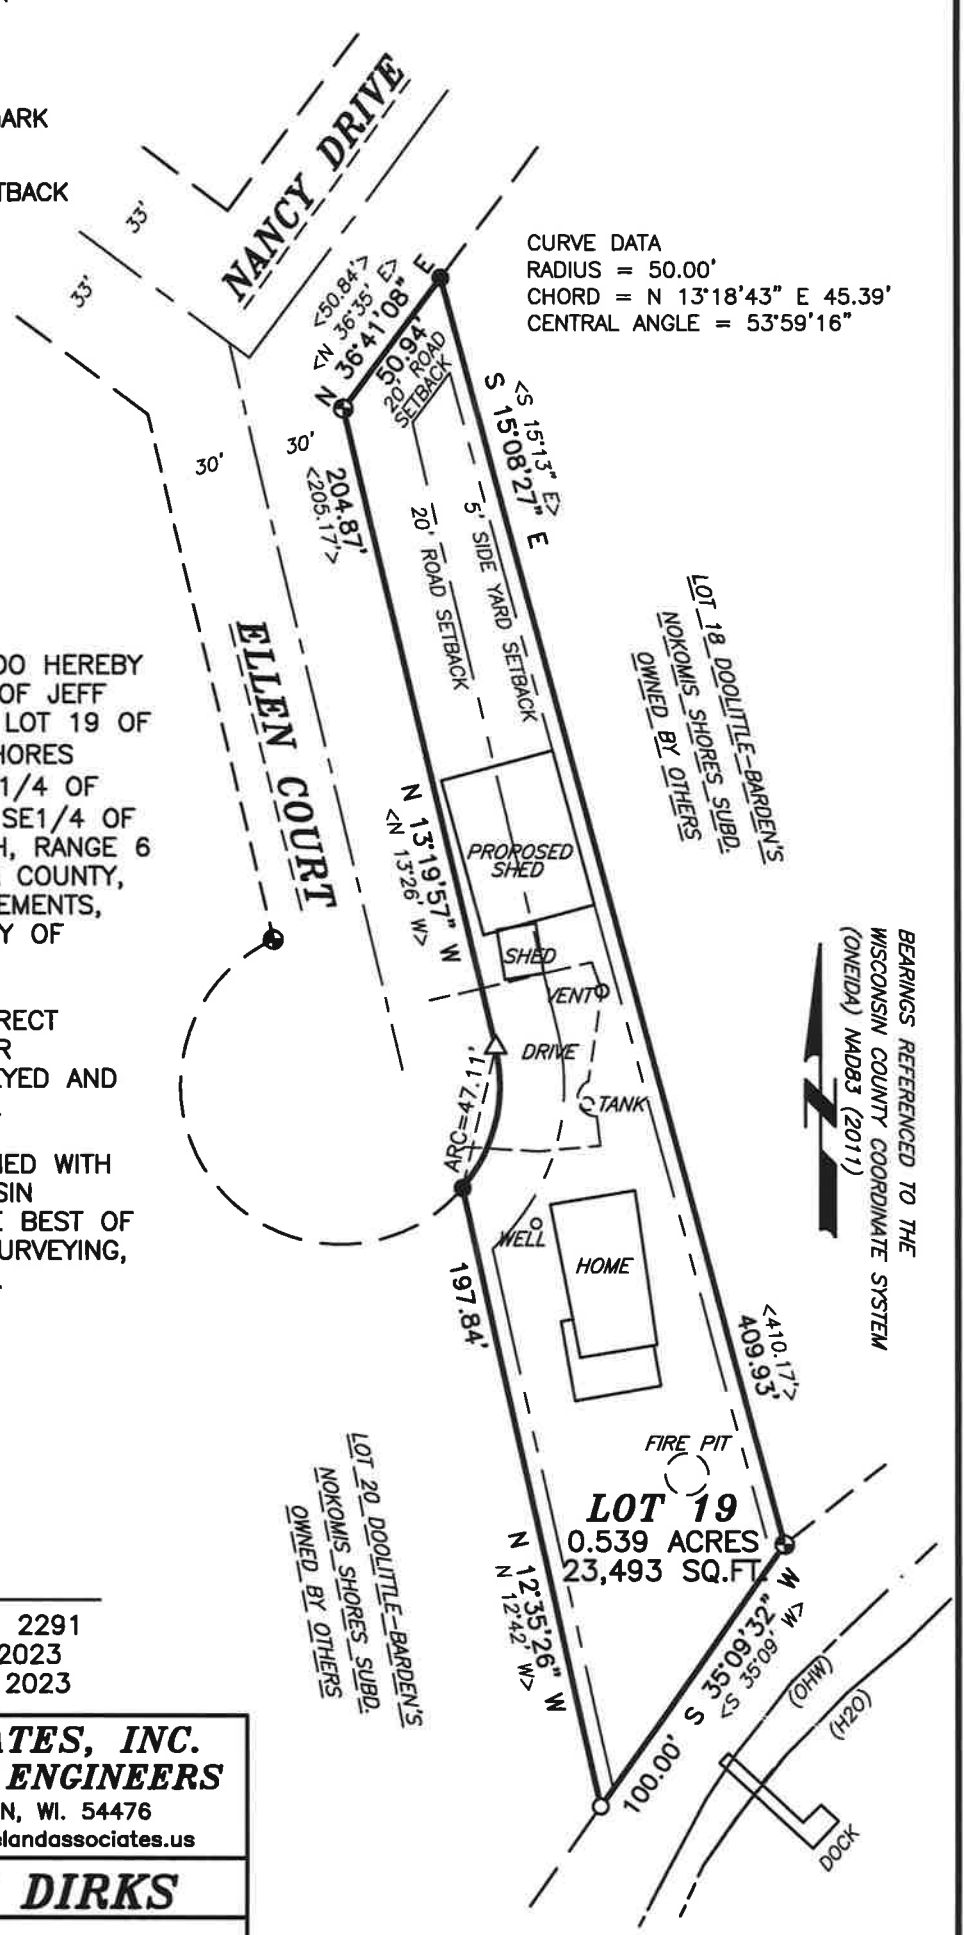 ARK
TBACK
NANCY DRIVE
33'
33'
CURVE DATA
RADIUS = 50.00'
CHORD = N 13°18'43" E 45.39'
CENTRAL ANGLE = 53°59'16"
<50.84'>
<N 36°35' E>
N 36°41'08" E
50.94'
20' ROAD
SETBACK
30'
30'
204.87'
<205.17'>
<S 15°13" E>
S 15°08'27" E
20' ROAD SETBACK
5' SIDE YARD SETBACK
LOT 18 DOOLITTLE-BARDEN'S
NOKOMIS SHORES SUBD.
OWNED BY OTHERS
ELLEN COURT
DO HEREBY
OF JEFF
LOT 19 OF
HORES
1/4 OF
SE1/4 OF
H, RANGE 6
COUNTY,
EMENTS,
Y OF
RECT
R
EYED AND
NED WITH
SIN
E BEST OF
URVEYING,
N 13°19'57" W
<N 13°26' W>
PROPOSED
SHED
SHED
VENT
DRIVE
TANK
ARC=47.11'
WELL
HOME
BEARINGS REFERENCED TO THE
WISCONSIN COUNTY COORDINATE SYSTEM
(ONEIDA) NAD83 (2011)
N
197.84'
<410.17'>
409.93'
FIRE PIT
LOT 19
0.539 ACRES
23,493 SQ.FT.
N 12°35'26" W
N 12°42' W>
LOT 20 DOOLITTLE-BARDEN'S
NOKOMIS SHORES SUBD.
OWNED BY OTHERS
100.00' S 35°09'32" W
<S 35°09' W>
(OHW)
(H2O)
DOCK
2291
2023
2023
ATES, INC.
ENGINEERS
N, WI. 54476
elandassociates.us
DIRKS